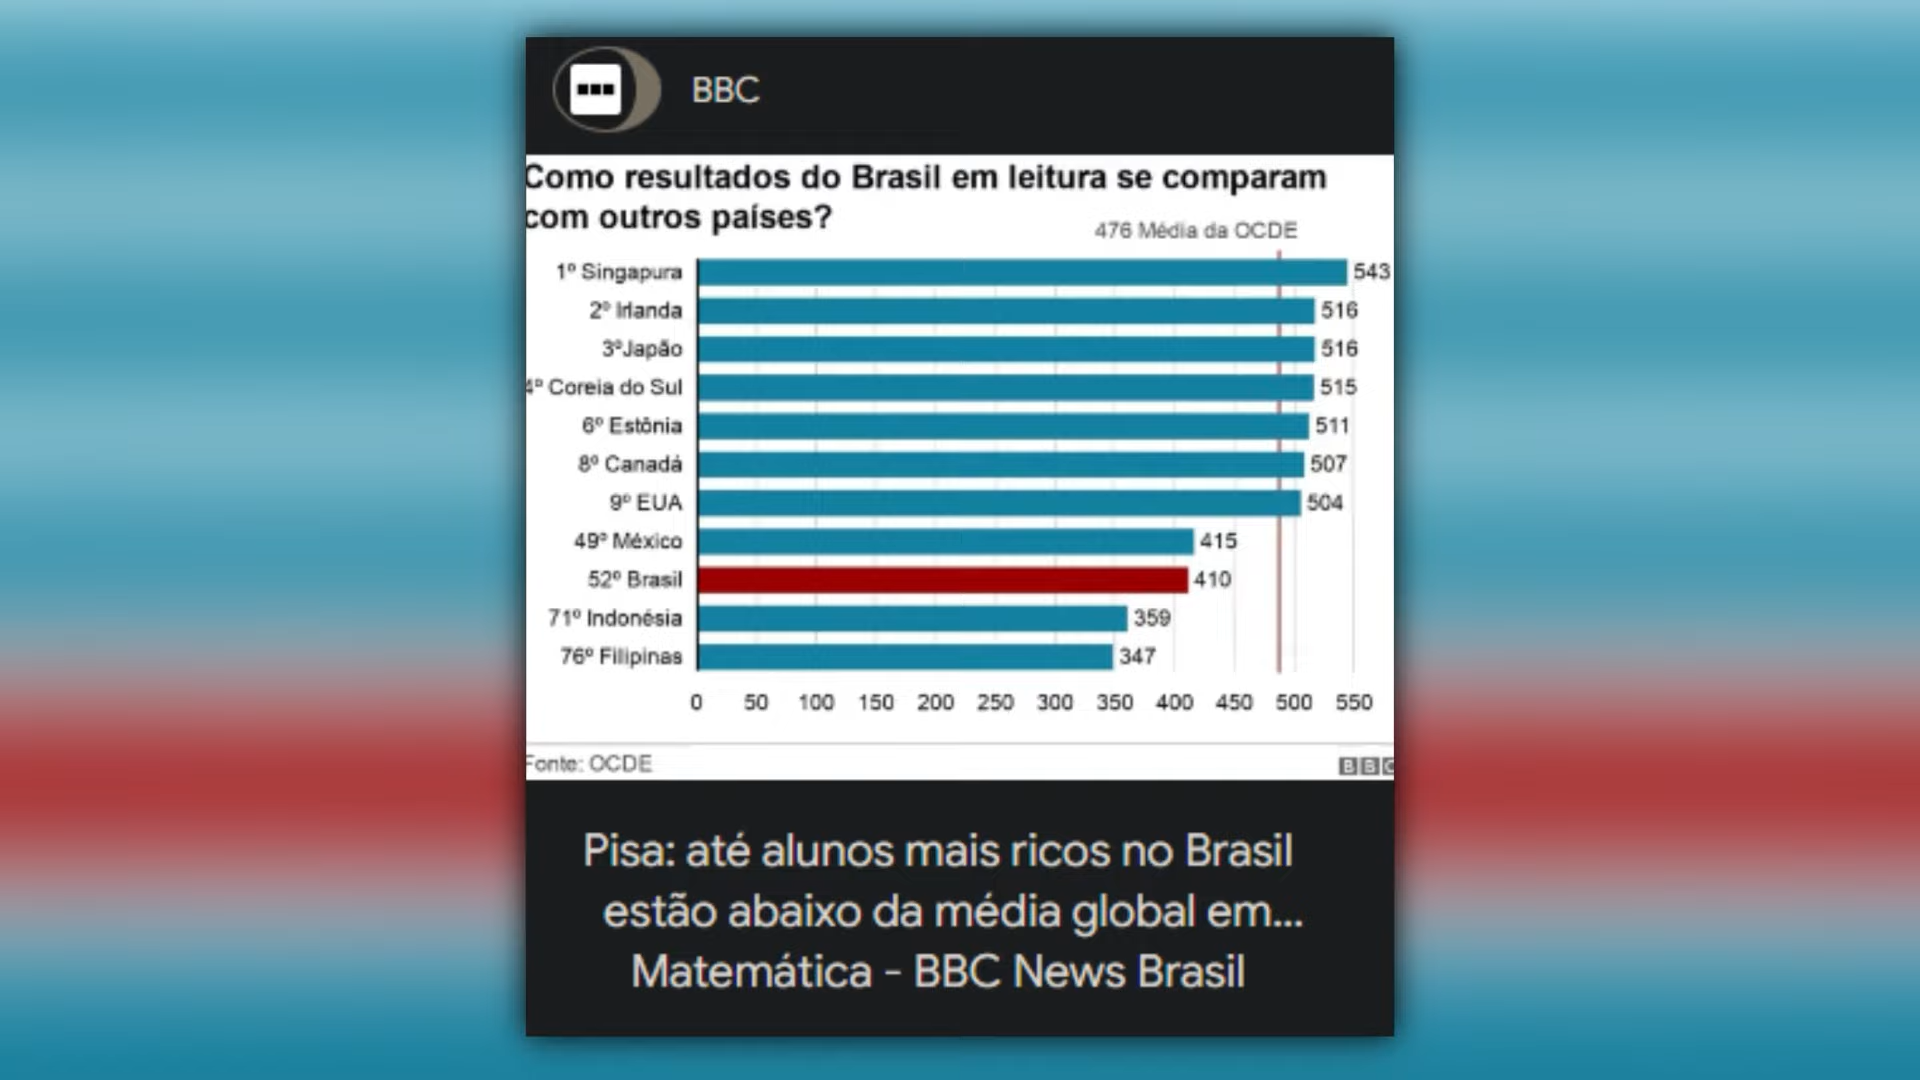 BBC
Como resultados do Brasil em leitura se comparam
com outros países?
476 Média da OCDE
1º Singapura 543
2º Irlanda 516
3ºJapão 516
4º Coreia do Sul 515
6º Estônia 511
8º Canadá 507
9º EUA 504
49º México 415
52º Brasil 410
71º Indonésia 359
76º Filipinas 347
0 50 100 150 200 250 300 350 400 450 500 550
Fonte: OCDE
BBC
Pisa: até alunos mais ricos no Brasil
estão abaixo da média global em...
Matemática - BBC News Brasil